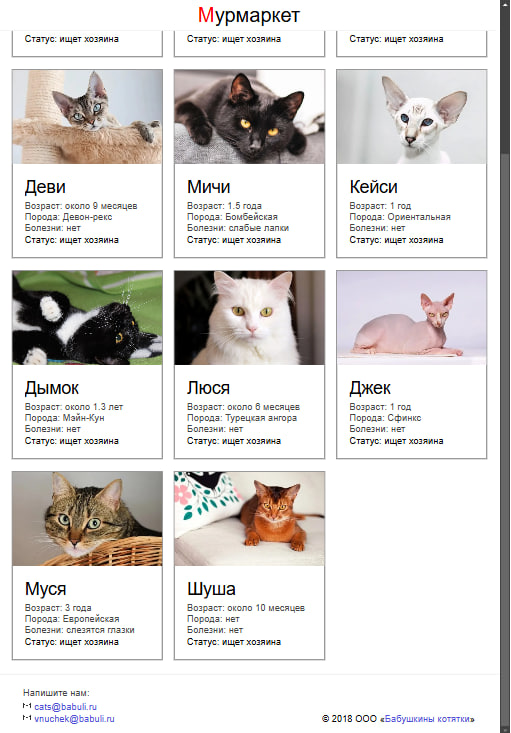 Мурмаркет
Статус: ищет хозяина
Статус: ищет хозяина
Статус: ищет хозяина
Деви
Возраст: около 9 месяцев
Порода: Девон-рекс
Болезни: нет
Статус: ищет хозяина
Мичи
Возраст: 1.5 года
Порода: Бомбейская
Болезни: слабые лапки
Статус: ищет хозяина
Кейси
Возраст: 1 год
Порода: Ориентальная
Болезни: нет
Статус: ищет хозяина
Дымок
Возраст: около 1.3 лет
Порода: Мэйн-Кун
Болезни: нет
Статус: ищет хозяина
Люся
Возраст: около 6 месяцев
Порода: Турецкая ангора
Болезни: нет
Статус: ищет хозяина
Джек
Возраст: 1 год
Порода: Сфинкс
Болезни: нет
Статус: ищет хозяина
Муся
Возраст: 3 года
Порода: Европейская
Болезни: слезятся глазки
Статус: ищет хозяина
Шуша
Возраст: около 10 месяцев
Порода: нет
Болезни: нет
Статус: ищет хозяина
Напишите нам:
cats@babuli.ru
vnuchek@babuli.ru
© 2018 ООО «Бабушкины котятки»